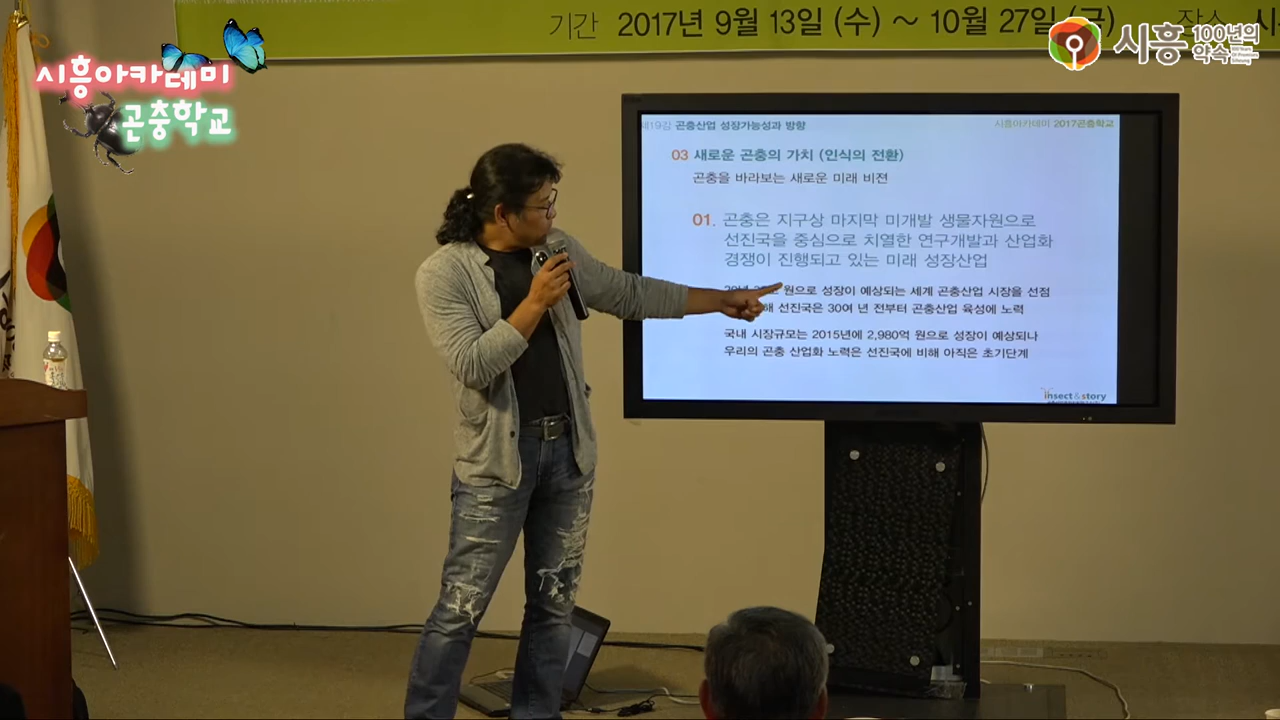 기간 2017년 9월 13일 (수) ~ 10월 27일 (금)
시흥 100년의 약속
시흥아카데미
곤충학교
제19강 곤충산업 성장가능성과 방향
시흥아카데미 2017곤충학교
03 새로운 곤충의 가치 (인식의 전환)
곤충을 바라보는 새로운 미래 비젼
01. 곤충은 지구상 마지막 미개발 생물자원으로
선진국을 중심으로 치열한 연구개발과 산업화
경쟁이 진행되고 있는 미래 성장산업
원으로 성장이 예상되는 세계 곤충산업 시장을 선점
선진국은 30여 년 전부터 곤충산업 육성에 노력
국내 시장규모는 2015년에 2,980억 원으로 성장이 예상되나
우리의 곤충 산업화 노력은 선진국에 비해 아직은 초기단계
insect & story